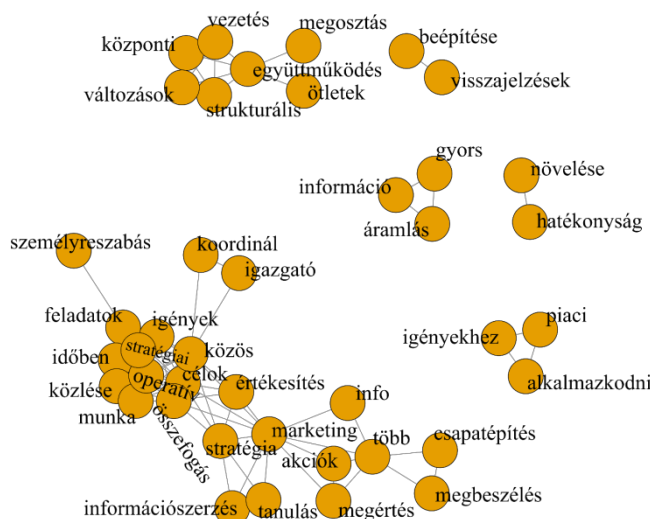 vezetés
megosztás
központi
beépítése
együttműködés
visszajelzések
változások
ötletek
strukturális
gyors
növelése
információ
hatékonyság
áramlás
személyreszabás
koordinál
igazgató
feladatok
igények
piaci
stratégiai
közös
igényekhez
időben
célok
értékesítés
alkalmazkodni
közlése
operatív
info
munka
összefogás
marketing
több
csapatépítés
stratégia
akciók
megbeszélés
információszerzés
tanulás
megértés